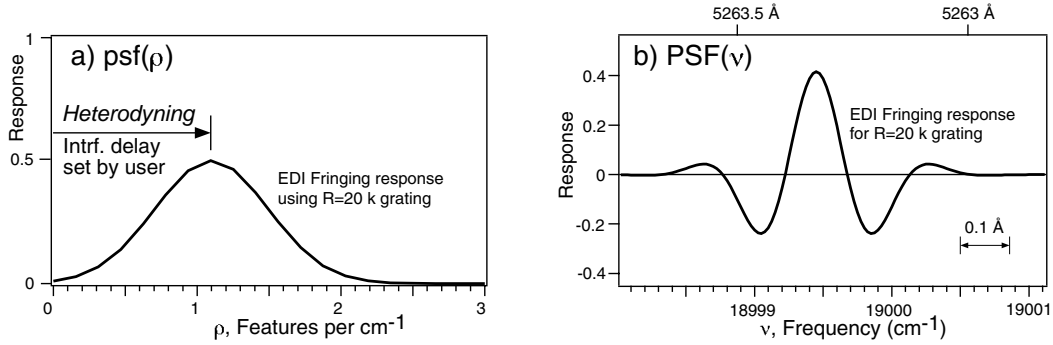 a) psf(ρ)
Response
1
0.5
0
Heterodyning
Intrf. delay
set by user
EDI Fringing response
using R=20 k grating
0 1 2 3
ρ, Features per cm-1
5263.5 Å 5263 Å
b) PSF(ν)
Response
0.4
0.2
0
-0.2
-0.4
EDI Fringing response
for R=20 k grating
0.1 Å
18999 19000 19001
ν, Frequency (cm-1)